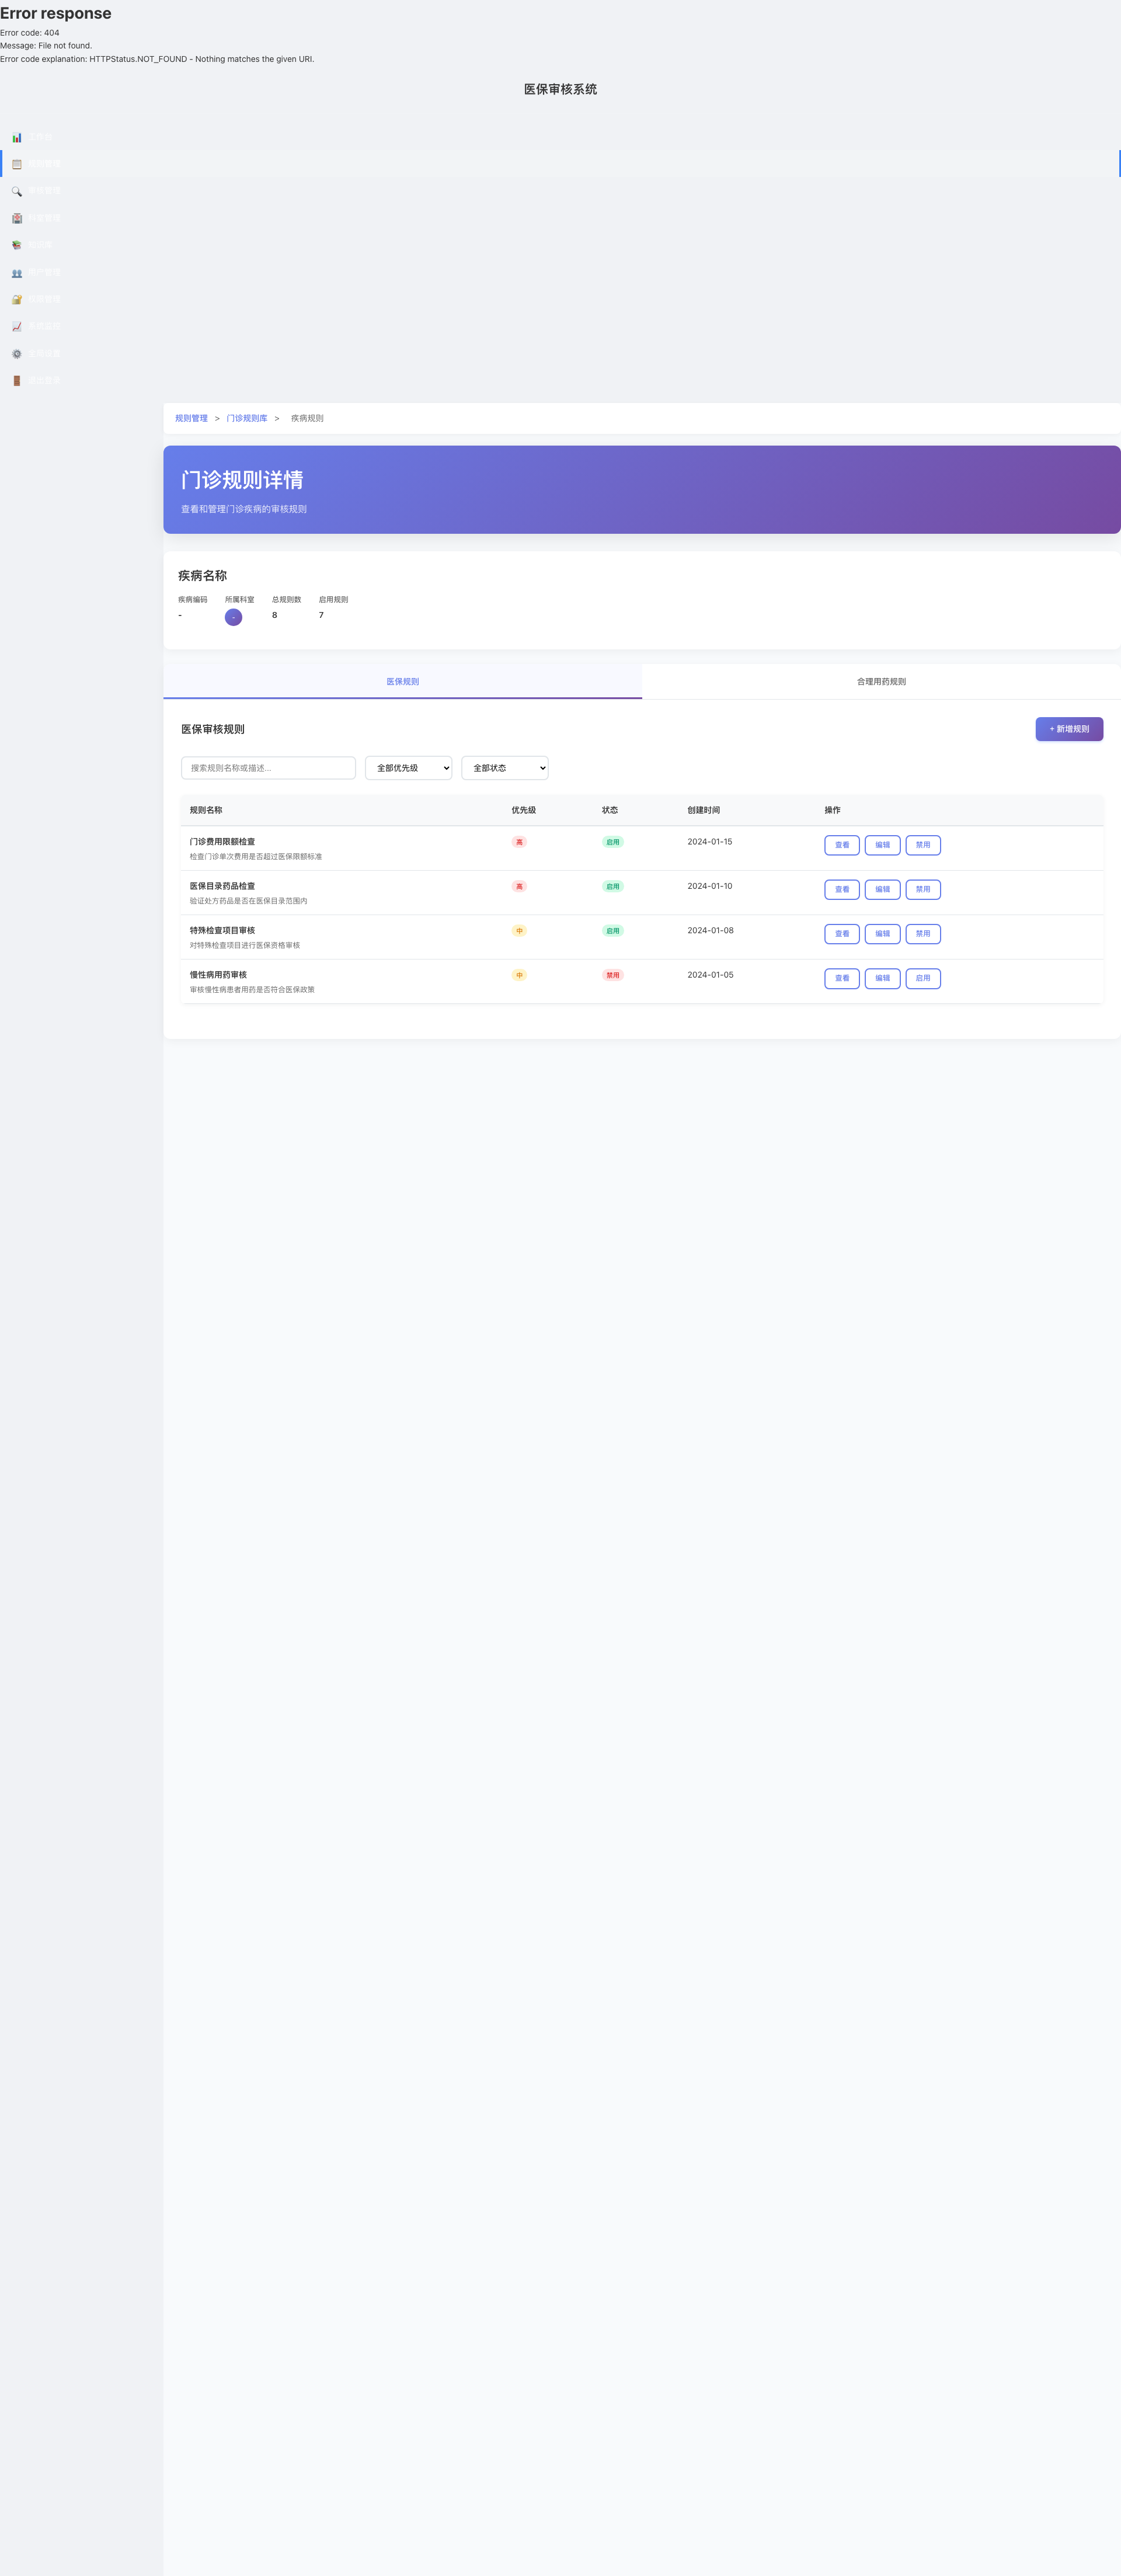 Error response
Error code: 404
Message: File not found.
Error code explanation: HTTPStatus.NOT_FOUND - Nothing matches the given URI.
医保审核系统
规则管理 > 门诊规则库 > 疾病规则
门诊规则详情
查看和管理门诊疾病的审核规则
疾病名称
疾病编码 所属科室 总规则数 启用规则
- - 8 7
医保规则 合理用药规则
医保审核规则 + 新增规则
搜索规则名称或描述... 全部优先级 全部状态
规则名称 优先级 状态 创建时间 操作
门诊费用限额检查 高 启用 2024-01-15 查看 编辑 禁用
检查门诊单次费用是否超过医保限额标准
医保目录药品检查 高 启用 2024-01-10 查看 编辑 禁用
验证处方药品是否在医保目录范围内
特殊检查项目审核 中 启用 2024-01-08 查看 编辑 禁用
对特殊检查项目进行医保资格审核
慢性病用药审核 中 禁用 2024-01-05 查看 编辑 启用
审核慢性病患者用药是否符合医保政策